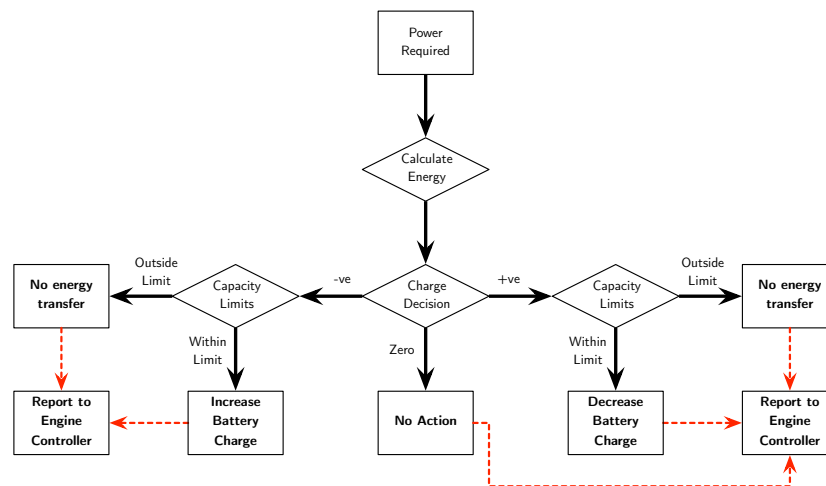 Power
Required
Calculate
Energy
Outside
Limit
-ve
+ve
Outside
Limit
No energy
transfer
Capacity
Limits
Charge
Decision
Capacity
Limits
No energy
transfer
Within
Limit
Zero
Within
Limit
Report to
Engine
Controller
Increase
Battery
Charge
No Action
Decrease
Battery
Charge
Report to
Engine
Controller